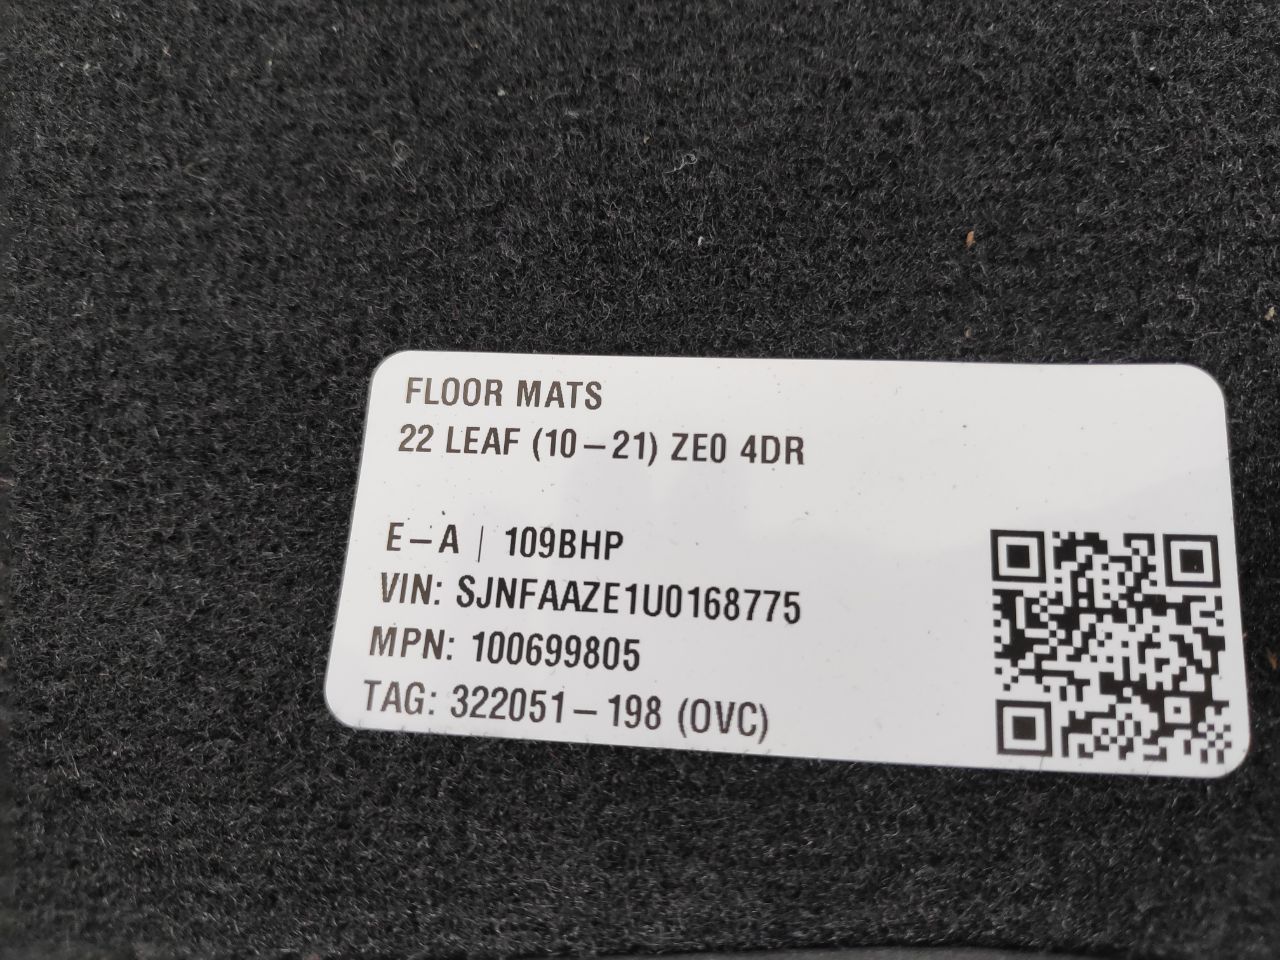 FLOOR MATS
22 LEAF (10-21) ZE0 4DR
E-A | 109BHP
VIN: SJNFAAZE1U0168775
MPN: 100699805
TAG: 322051-198 (OVC)